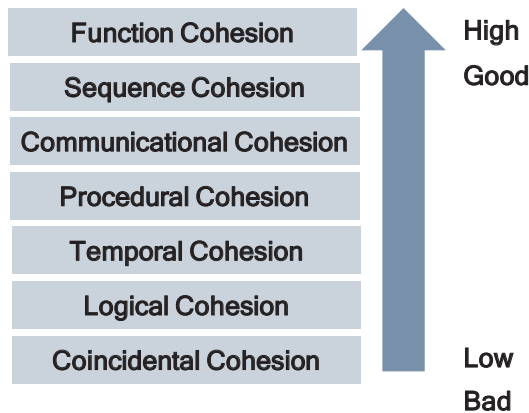 Function Cohesion
High
Sequence Cohesion
Good
Communicational Cohesion
Procedural Cohesion
Temporal Cohesion
Logical Cohesion
Coincidental Cohesion
Low
Bad